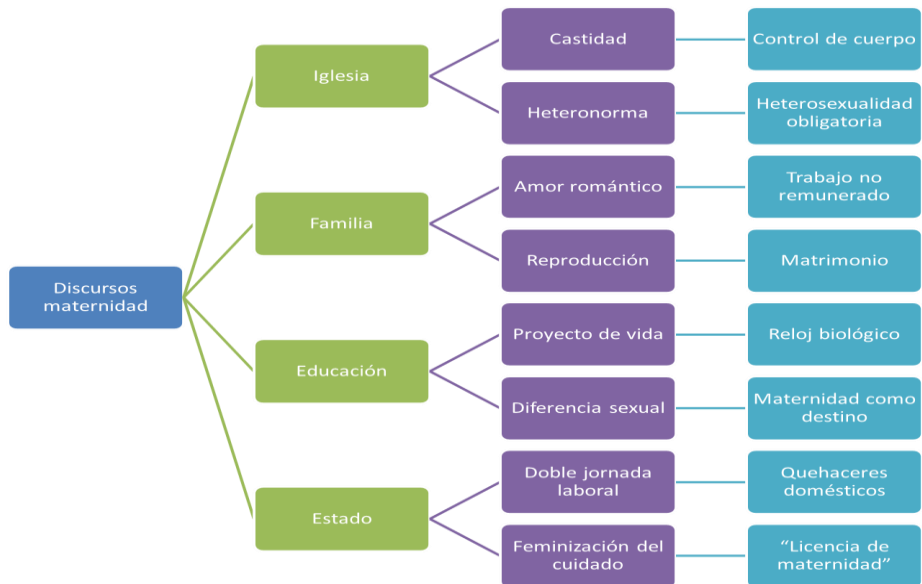 Discursos
maternidad
Iglesia
Castidad
Control de cuerpo
Heteronorma
Heterosexualidad
obligatoria
Familia
Amor romántico
Trabajo no
remunerado
Reproducción
Matrimonio
Educación
Proyecto de vida
Reloj biológico
Diferencia sexual
Maternidad como
destino
Estado
Doble jornada
laboral
Quehaceres
domésticos
Feminización del
cuidado
“Licencia de
maternidad”